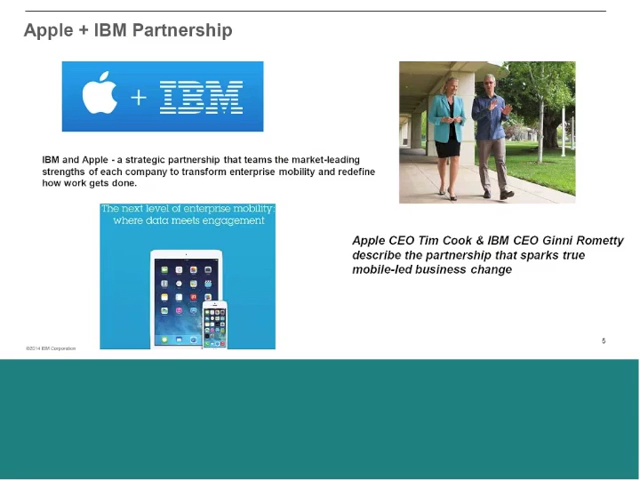 Apple + IBM Partnership
+ IBM
IBM and Apple - a strategic partnership that teams the market-leading
strengths of each company to transform enterprise mobility and redefine
how work gets done.
The next level of enterprise mobility:
where data meets engagement
Apple CEO Tim Cook & IBM CEO Ginni Rometty
describe the partnership that sparks true
mobile-led business change
©2014 IBM Corporation
5